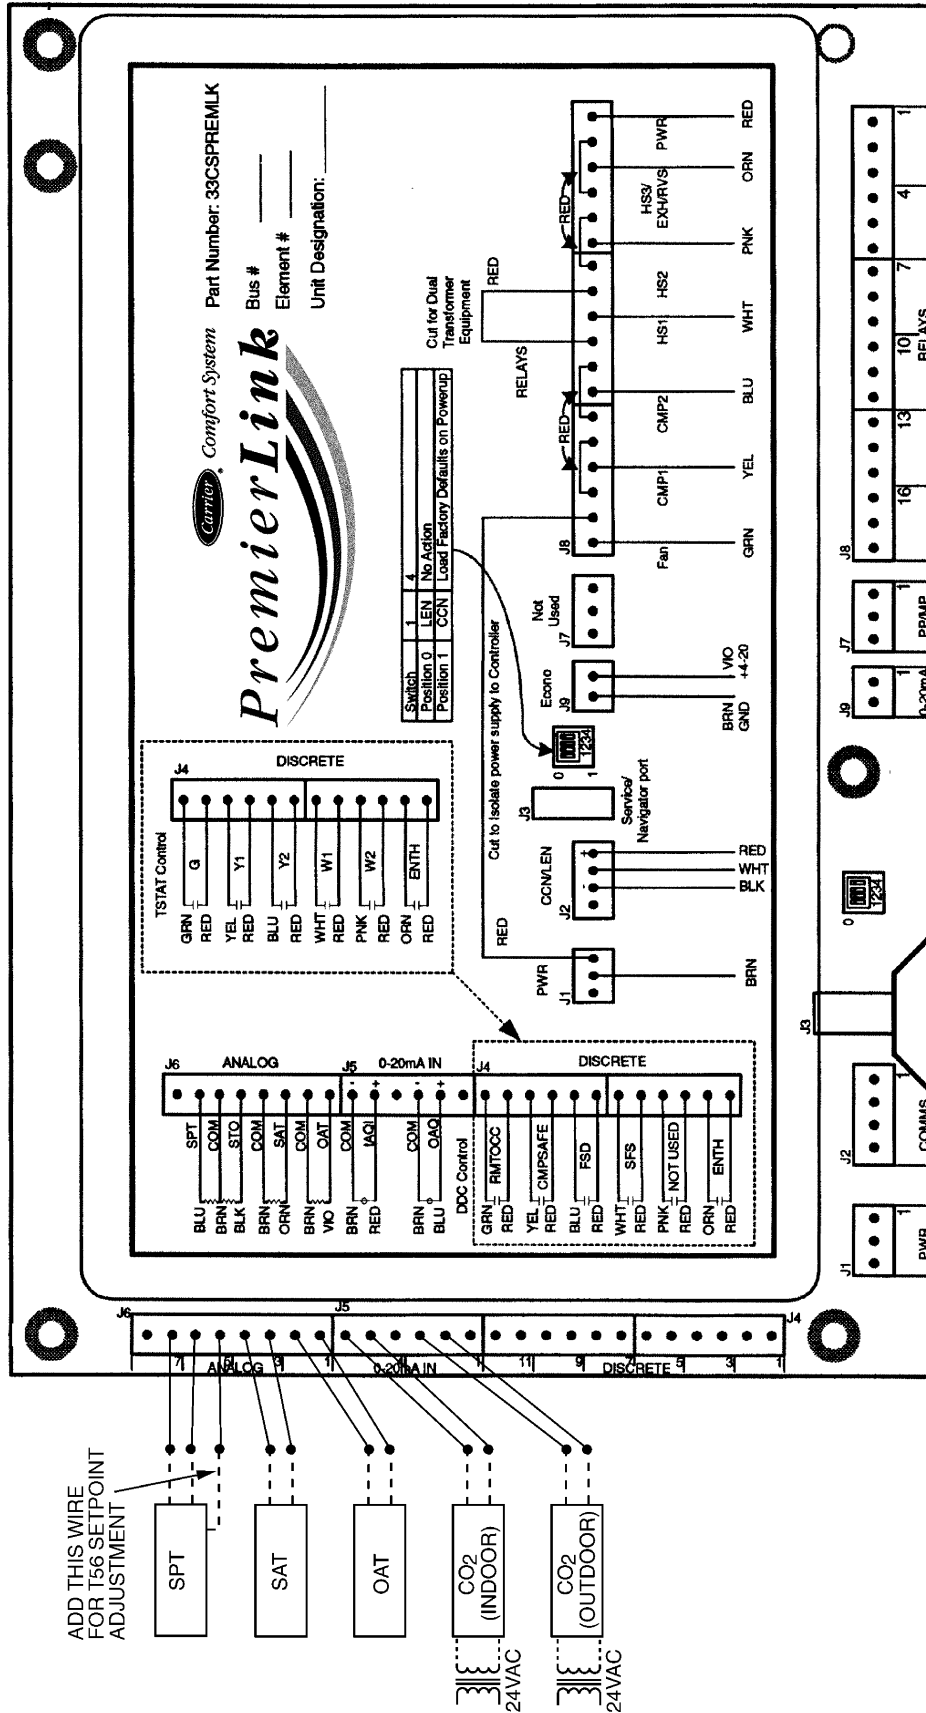 Carrier Comfort System
PremierLink
Part Number: 33CSPREMLK
Bus #
Element #
Unit Designation:
Switch 1 4
Position 0 LEN No Action
Position 1 CCN Load Factory Defaults on Powerup
Cut for Dual
Transformer
Equipment
RED
RELAYS
RED
RED
J8
Fan
CMP1
CMP2
HS1
HS2
HS3/
EXH/RVS
PWR
GRN
YEL
BLU
WHT
PNK
ORN
RED
Not
Used
J7
Econo
J9
BRN
GND
VIO
+4-20
Cut to isolate power supply to Controller
0
1
1234
J3
Service/
Navigator port
CCN/LEN
J2
- +
RED
WHT
BLK
RED
PWR
J1
BRN
TSTAT Control
J4
DISCRETE
GRN
G
RED
YEL
Y1
RED
BLU
Y2
RED
WHT
W1
RED
PNK
W2
RED
ORN
ENTH
RED
J6
ANALOG
SPT
BLU
COM
BRN
STO
BLK
COM
BRN
SAT
ORN
COM
BRN
OAT
VIO
J5
0-20mA IN
- +
- +
COM
BRN
IAQI
RED
COM
BRN
OAQ
BLU
DDC Control
J4
DISCRETE
GRN
RMTOCC
RED
YEL
CMPSAFE
RED
BLU
FSD
RED
WHT
SFS
RED
PNK
NOT USED
RED
ORN
ENTH
RED
J6
7 5 3 1
ANALOG
J5
0-20mA IN
1
11 9 7 5 3 1
DISCRETE
J4
J8
16 13 10 7 4 1
RELAYS
J7
1
PP/MP
J9
1
0-20mA
0
1234
J3
J2
1
COMMS
J1
1
PWR
ADD THIS WIRE
FOR T56 SETPOINT
ADJUSTMENT
SPT
SAT
OAT
CO2
(INDOOR)
24VAC
CO2
(OUTDOOR)
24VAC